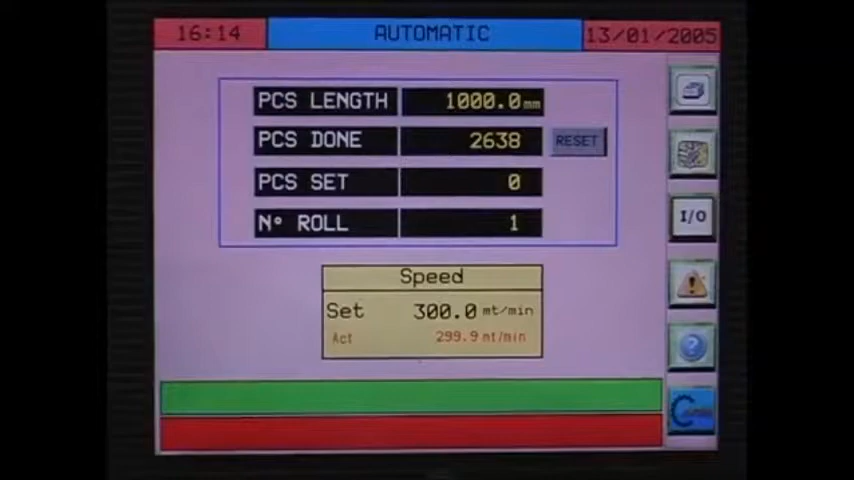 16:14 AUTOMATIC 13/01/2005
PCS LENGTH 1000.0mm
PCS DONE 2638 RESET
PCS SET 0
N° ROLL 1
I/O
Speed
Set 300.0 mt/min
Act 299.9 mt/min
?